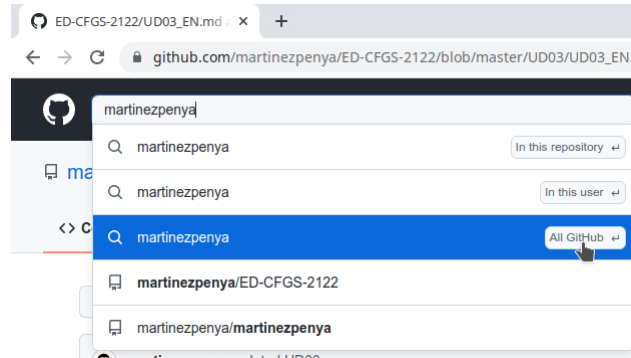 ED-CFGS-2122/UD03_EN.md a
github.com/martinezpenya/ED-CFGS-2122/blob/master/UD03/UD03_EN
martinezpenya
martinezpenya In this repository ↵
ma
martinezpenya In this user ↵
<> C
martinezpenya All GitHub ↵
martinezpenya/ED-CFGS-2122
martinezpenya/martinezpenya